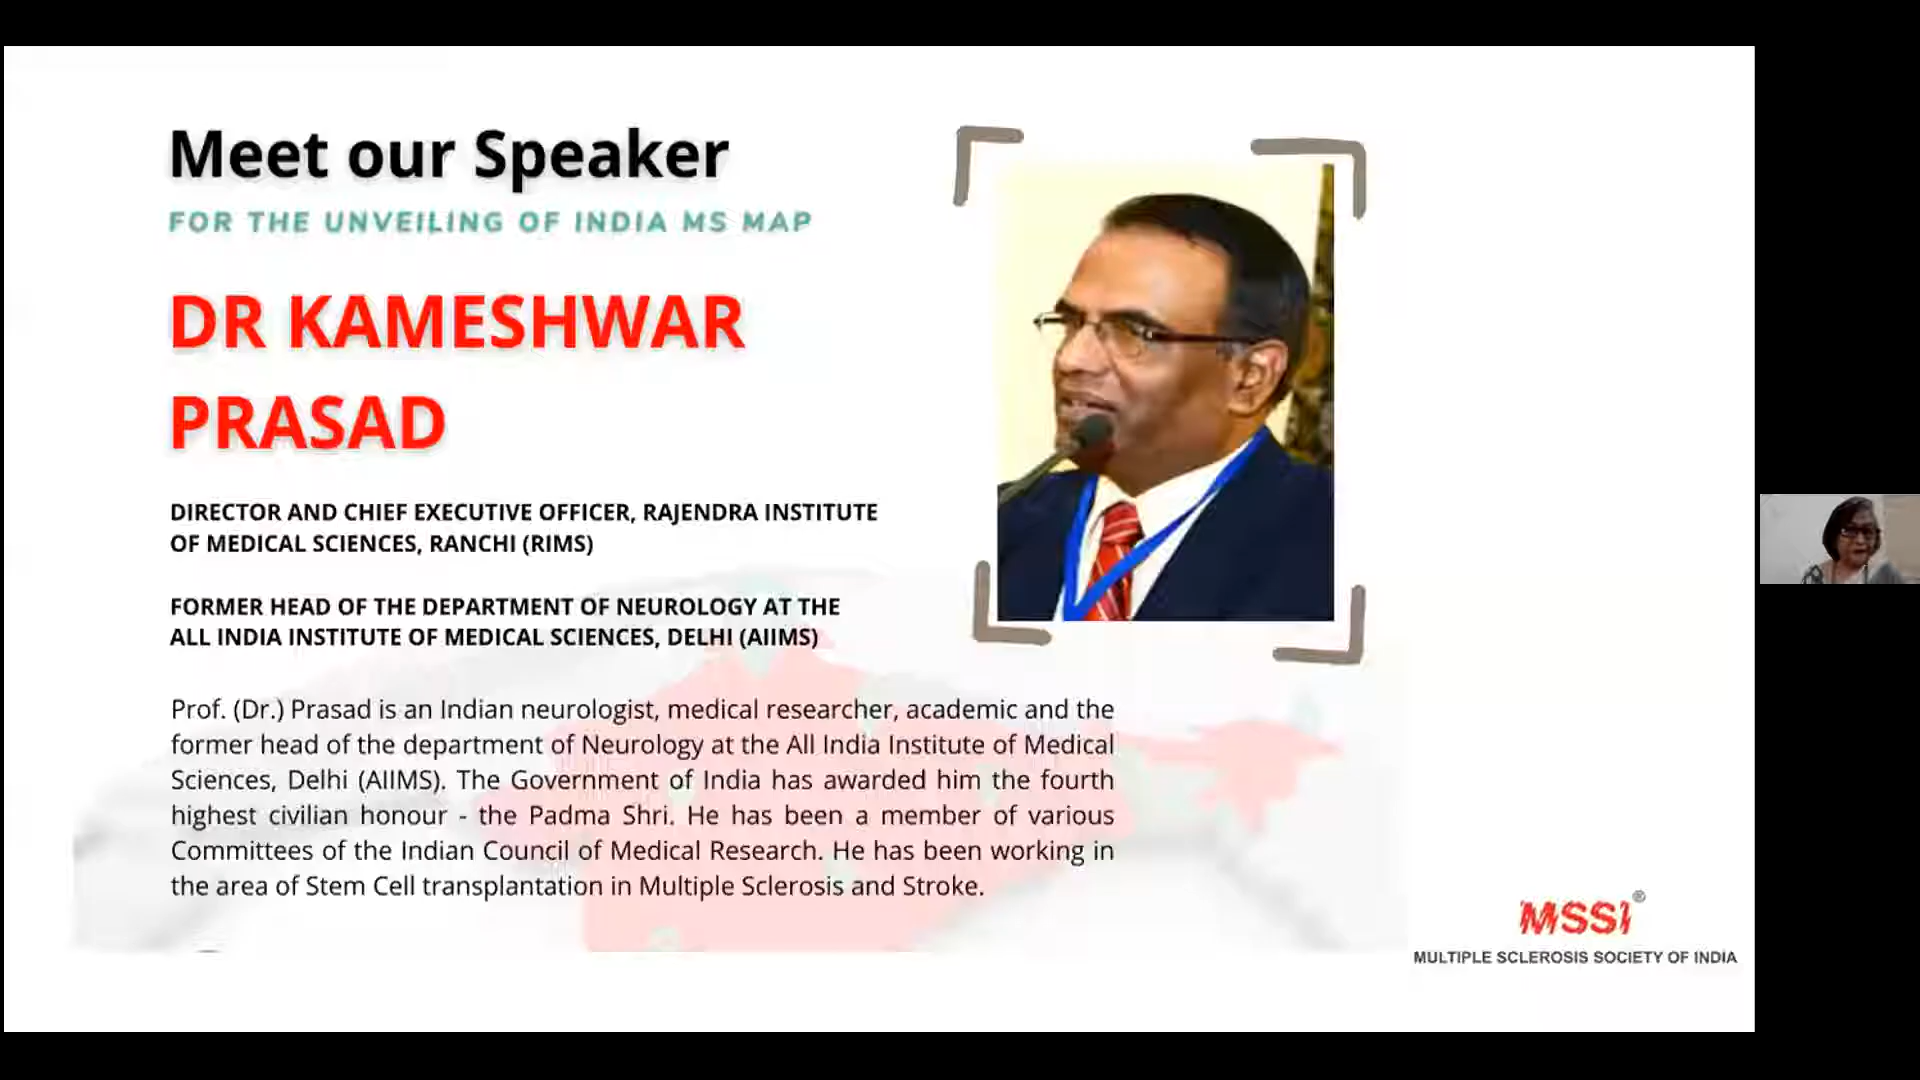 Meet our Speaker
FOR THE UNVEILING OF INDIA MS MAP
DR KAMESHWAR
PRASAD
DIRECTOR AND CHIEF EXECUTIVE OFFICER, RAJENDRA INSTITUTE
OF MEDICAL SCIENCES, RANCHI (RIMS)
FORMER HEAD OF THE DEPARTMENT OF NEUROLOGY AT THE
ALL INDIA INSTITUTE OF MEDICAL SCIENCES, DELHI (AIIMS)
Prof. (Dr.) Prasad is an Indian neurologist, medical researcher, academic and the
former head of the department of Neurology at the All India Institute of Medical
Sciences, Delhi (AIIMS). The Government of India has awarded him the fourth
highest civilian honour - the Padma Shri. He has been a member of various
Committees of the Indian Council of Medical Research. He has been working in
the area of Stem Cell transplantation in Multiple Sclerosis and Stroke.
MSSI®
MULTIPLE SCLEROSIS SOCIETY OF INDIA